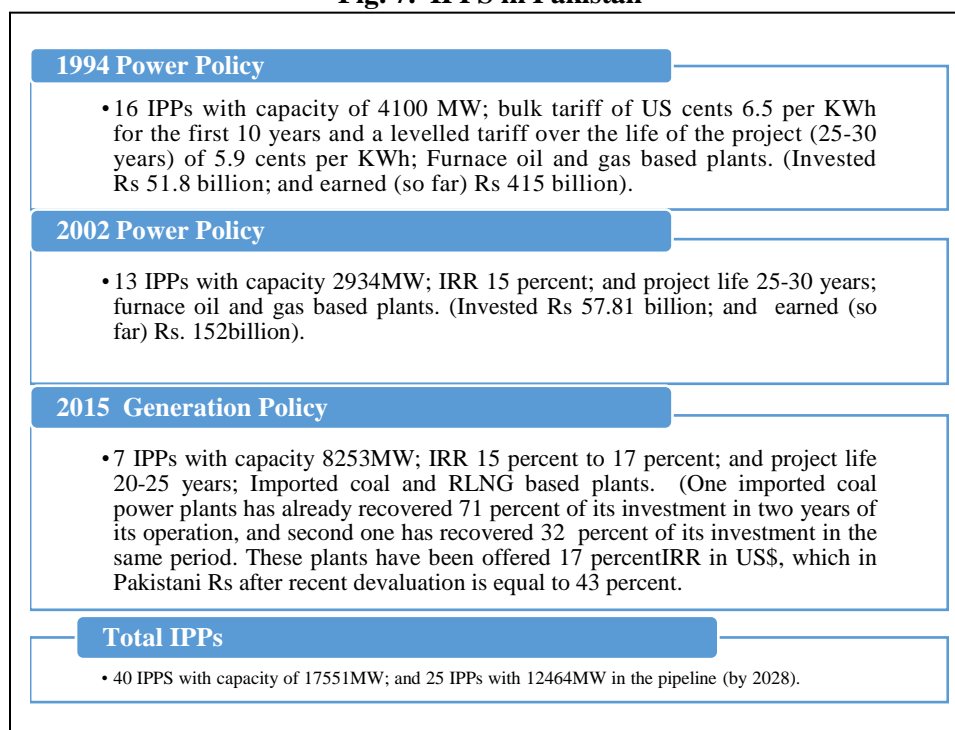 Fig. 7. IPPS in Pakistan
1994 Power Policy
• 16 IPPs with capacity of 4100 MW; bulk tariff of US cents 6.5 per KWh
for the first 10 years and a levelled tariff over the life of the project (25-30
years) of 5.9 cents per KWh; Furnace oil and gas based plants. (Invested
Rs 51.8 billion; and earned (so far) Rs 415 billion).
2002 Power Policy
• 13 IPPs with capacity 2934MW; IRR 15 percent; and project life 25-30 years;
furnace oil and gas based plants. (Invested Rs 57.81 billion; and earned (so
far) Rs. 152billion).
2015 Generation Policy
• 7 IPPs with capacity 8253MW; IRR 15 percent to 17 percent; and project life
20-25 years; Imported coal and RLNG based plants. (One imported coal
power plants has already recovered 71 percent of its investment in two years of
its operation, and second one has recovered 32 percent of its investment in the
same period. These plants have been offered 17 percentIRR in US$, which in
Pakistani Rs after recent devaluation is equal to 43 percent.
Total IPPs
• 40 IPPS with capacity of 17551MW; and 25 IPPs with 12464MW in the pipeline (by 2028).